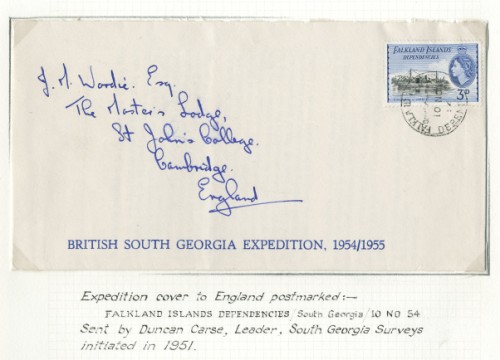 FALKLAND ISLANDS
DEPENDENCIES
3D
J. M. Wordie. Esq.
The Master's Lodge,
St John's College.
Cambridge.
England
BRITISH SOUTH GEORGIA EXPEDITION, 1954/1955
Expedition cover to England postmarked:—
FALKLAND ISLANDS DEPENDENCIES/South Georgia/10 NO 54
Sent by Duncan Carse, Leader, South Georgia Surveys
initiated in 1951.